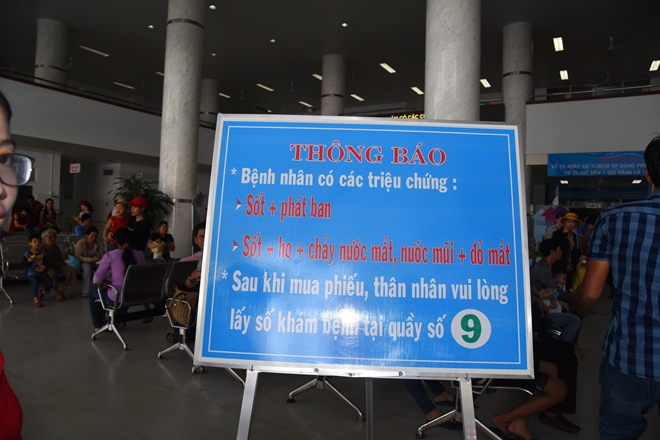 THÔNG BÁO
* Bệnh nhân có các triệu chứng :
➢ Sốt + phát ban
➢ Sốt + ho + chảy nước mắt, nước mũi + đỏ mắt
* Sau khi mua phiếu, thân nhân vui lòng
lấy số khám bệnh tại quầy số 9